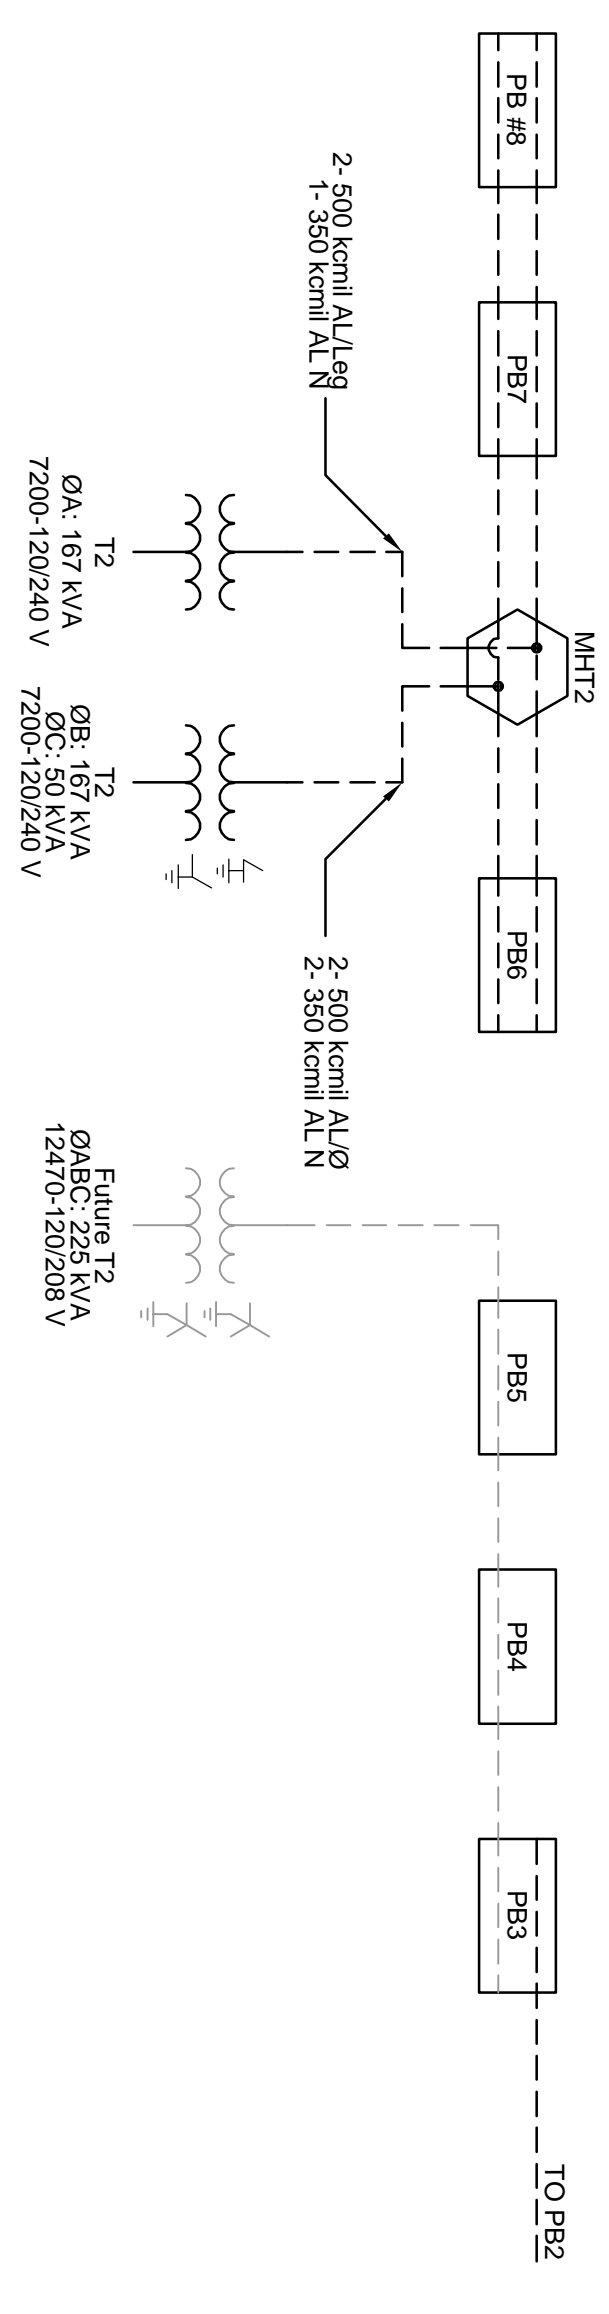 PB #8
PB7
MHT2
PB6
PB5
PB4
PB3
TO PB2
2- 500 kcmil AL/Leg
1- 350 kcmil AL N
2- 500 kcmil AL/Ø
2- 350 kcmil AL N
T2
ØA: 167 kVA
7200-120/240 V
T2
ØB: 167 kVA
ØC: 50 kVA
7200-120/240 V
Future T2
ØABC: 225 kVA
12470-120/208 V